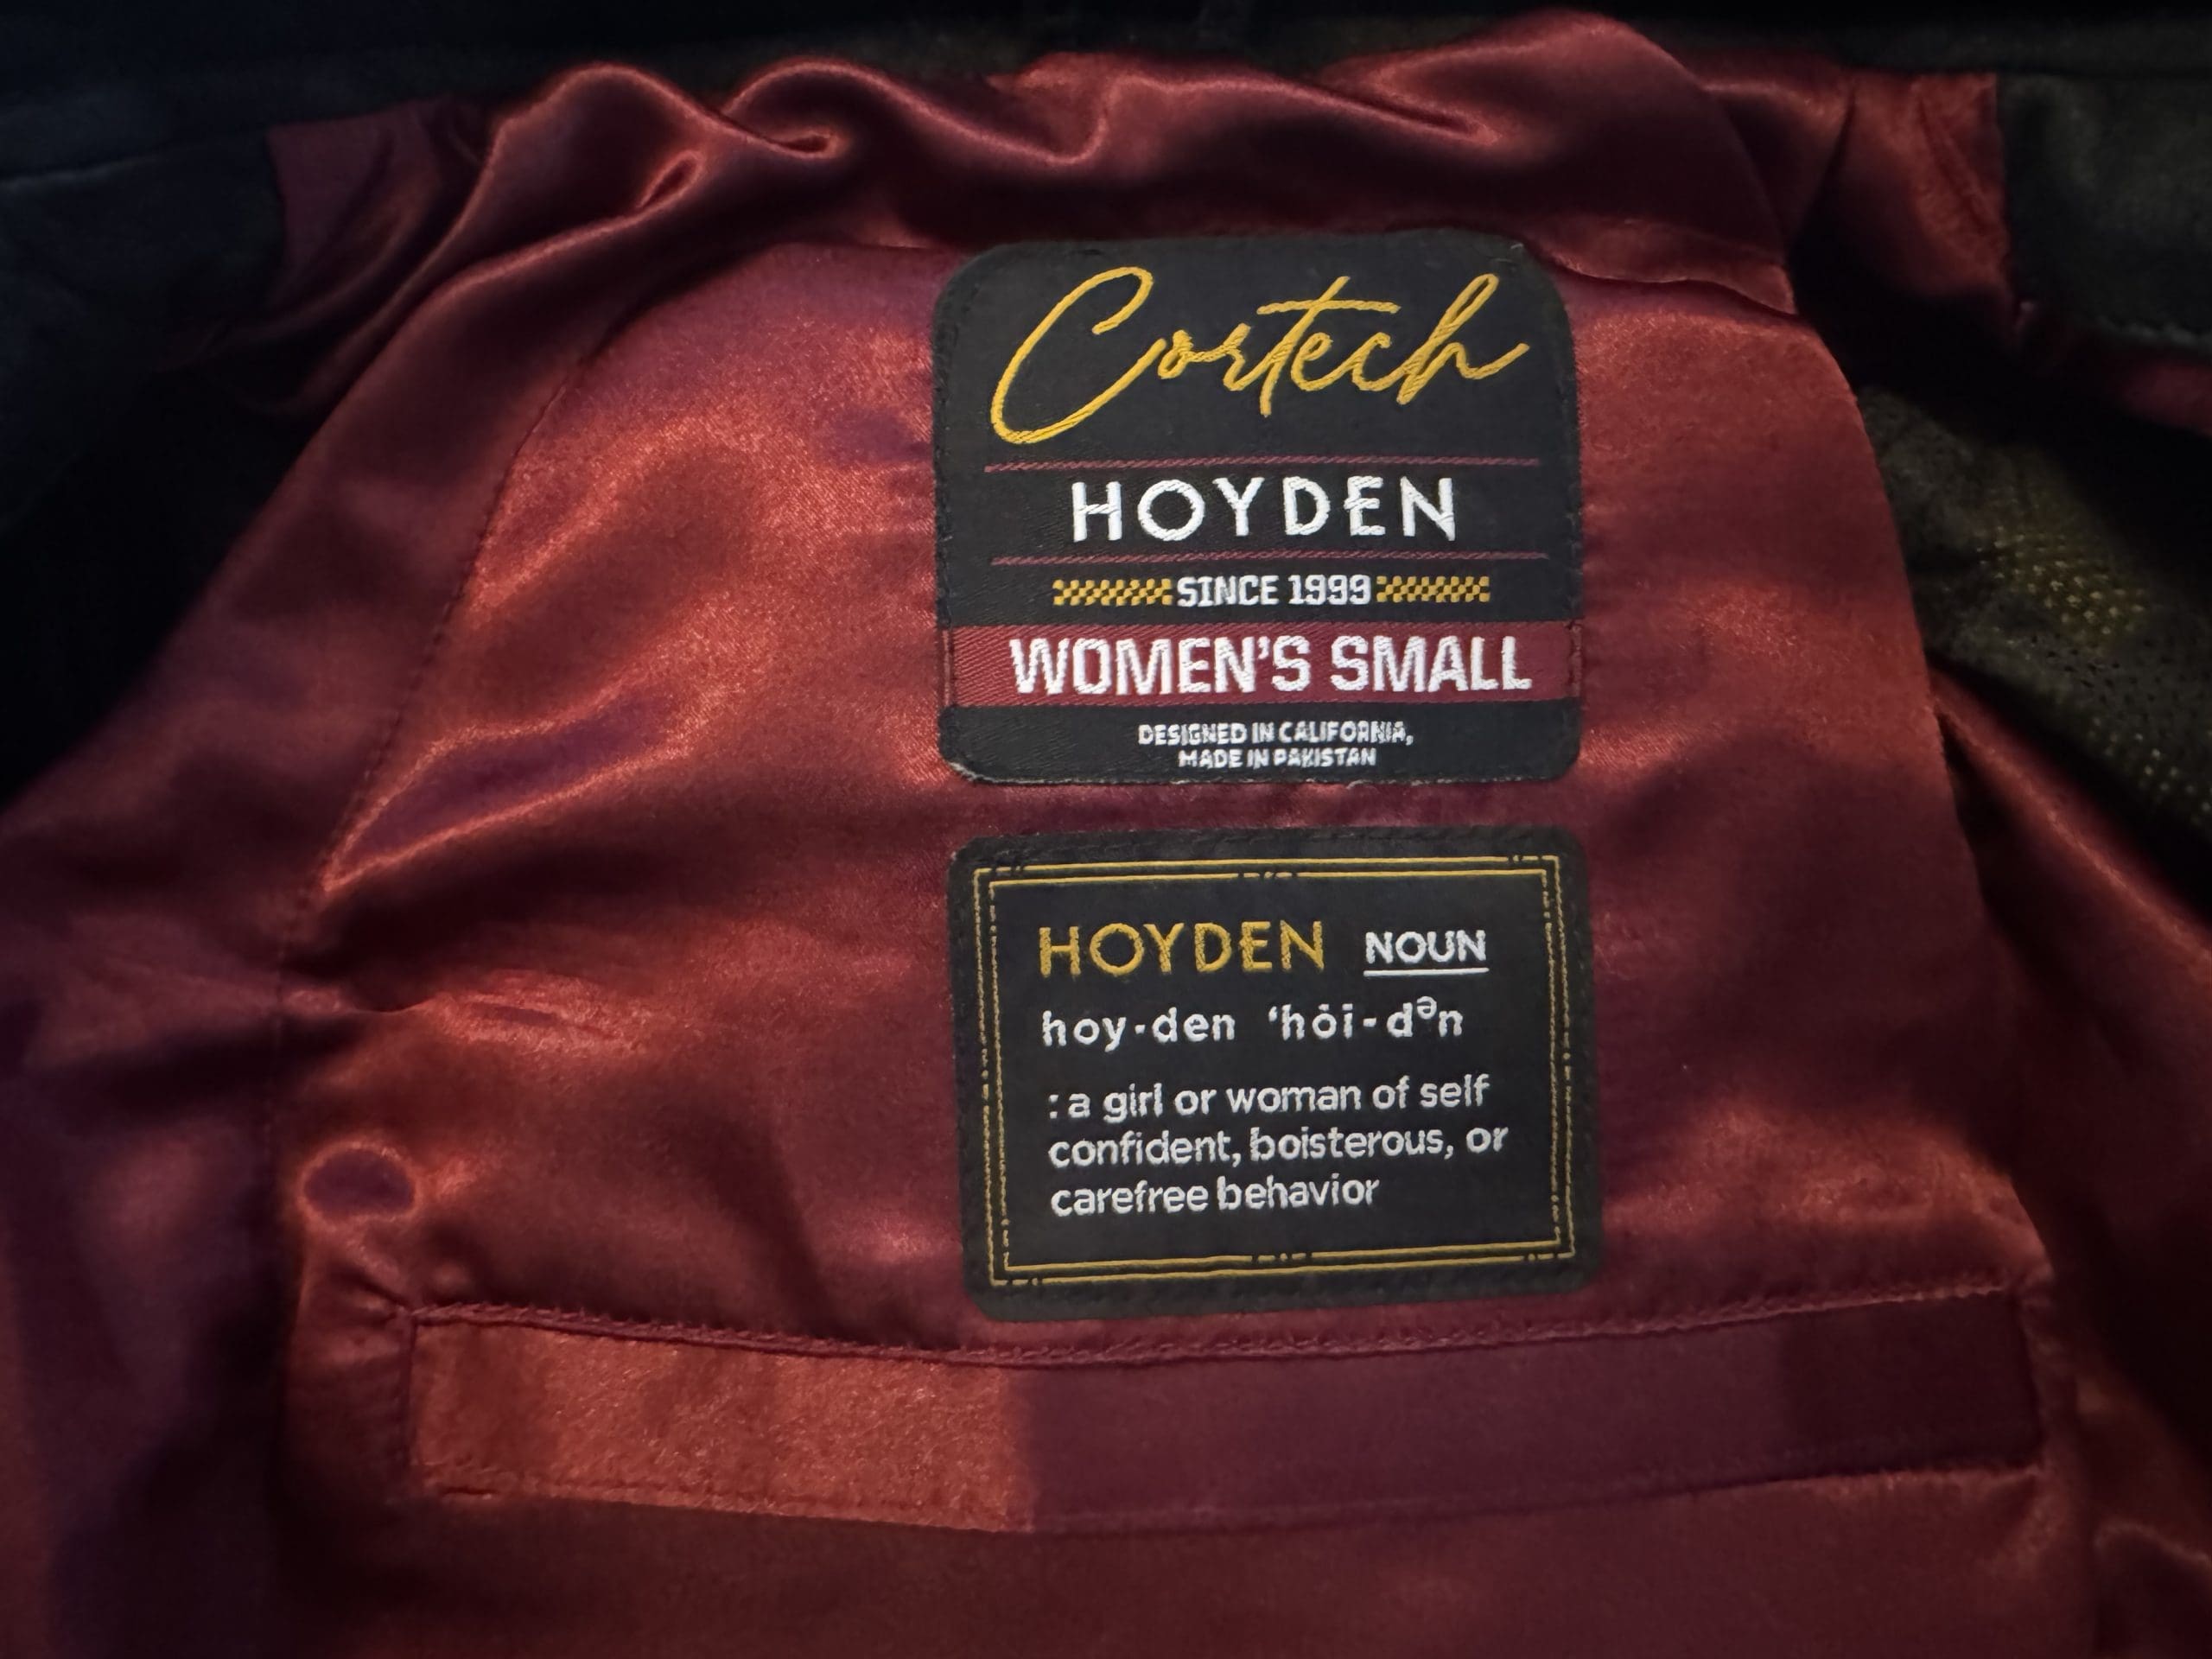 Cortech
HOYDEN
SINCE 1999
WOMEN'S SMALL
DESIGNED IN CALIFORNIA,
MADE IN PAKISTAN
HOYDEN NOUN
hoy·den ‘hȯi-dᵊn
: a girl or woman of self
confident, boisterous, or
carefree behavior